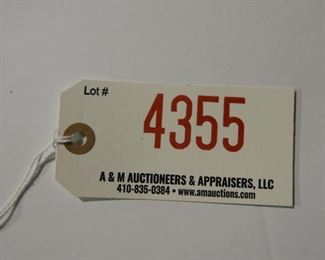 Lot #
4355
A & M AUCTIONEERS & APPRAISERS, LLC
410-835-0384 • www.amauctions.com